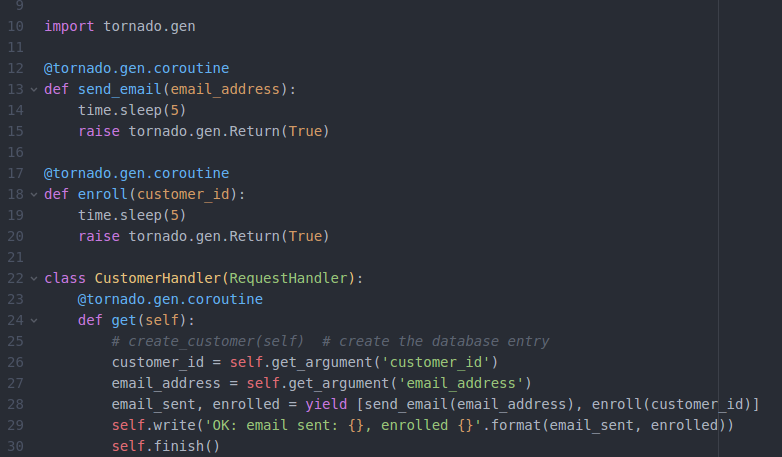 9
10 import tornado.gen
11
12 @tornado.gen.coroutine
13 def send_email(email_address):
14     time.sleep(5)
15     raise tornado.gen.Return(True)
16
17 @tornado.gen.coroutine
18 def enroll(customer_id):
19     time.sleep(5)
20     raise tornado.gen.Return(True)
21
22 class CustomerHandler(RequestHandler):
23     @tornado.gen.coroutine
24     def get(self):
25         # create_customer(self)  # create the database entry
26         customer_id = self.get_argument('customer_id')
27         email_address = self.get_argument('email_address')
28         email_sent, enrolled = yield [send_email(email_address), enroll(customer_id)]
29         self.write('OK: email sent: {}, enrolled {}'.format(email_sent, enrolled))
30         self.finish()